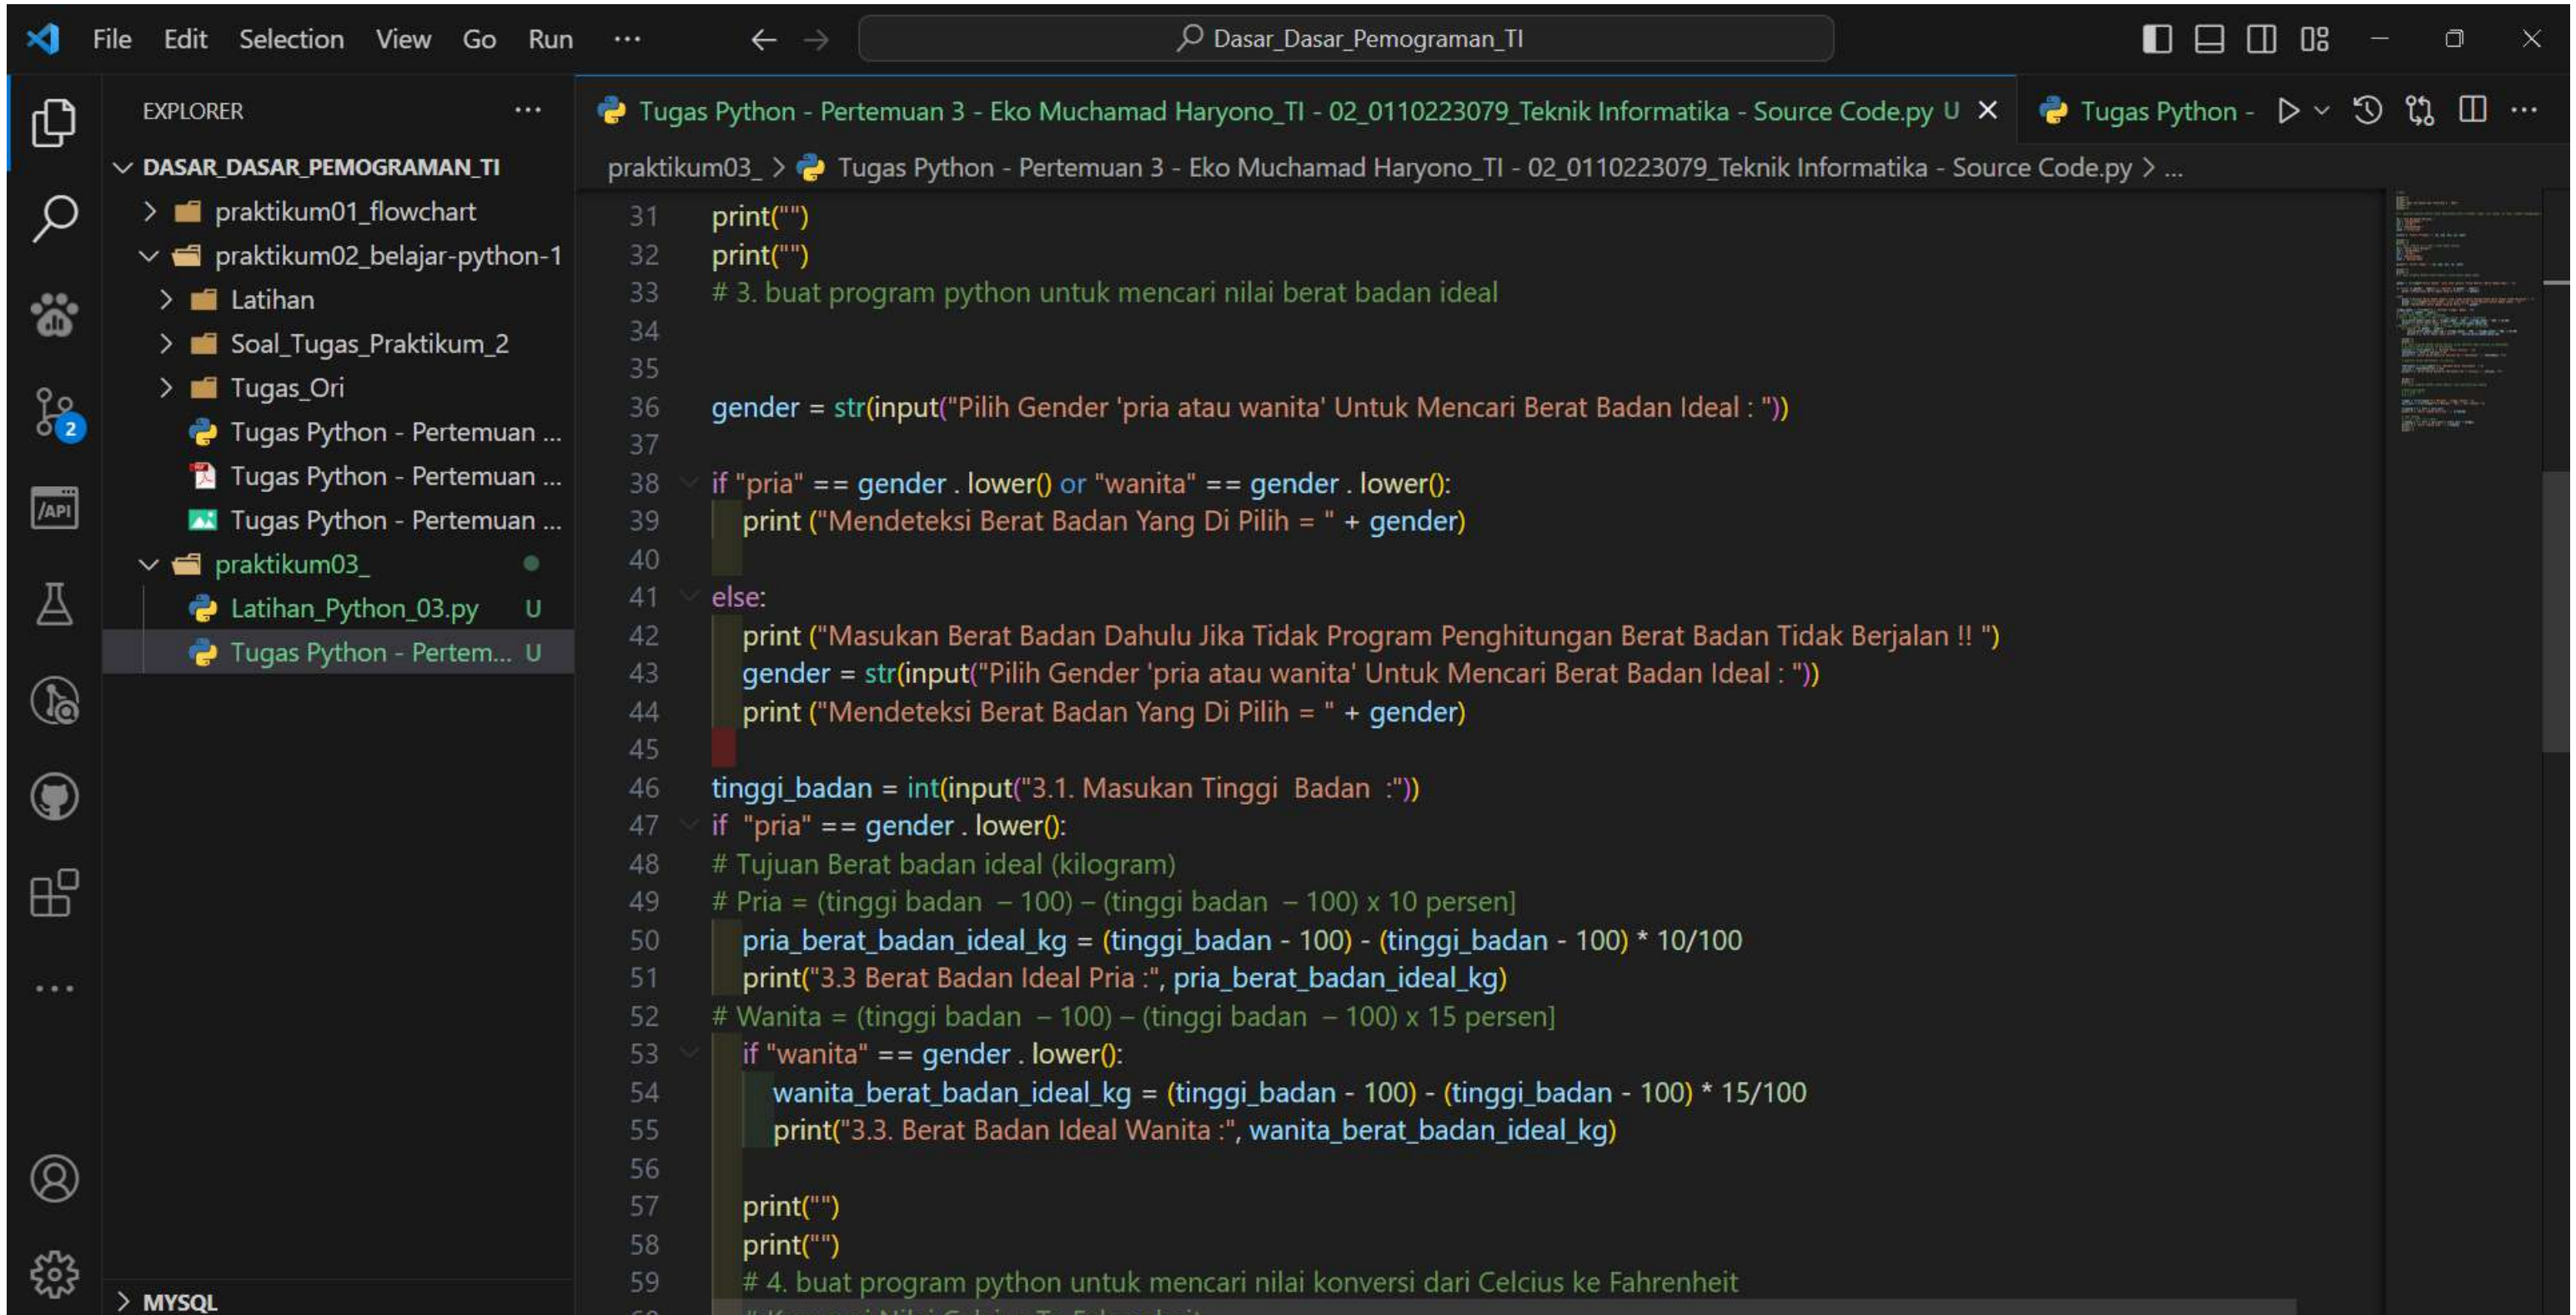 File Edit Selection View Go Run ... Dasar_Dasar_Pemograman_TI
EXPLORER ...
DASAR_DASAR_PEMOGRAMAN_TI
praktikum01_flowchart
praktikum02_belajar-python-1
Latihan
Soal_Tugas_Praktikum_2
Tugas_Ori
Tugas Python - Pertemuan ...
Tugas Python - Pertemuan ...
Tugas Python - Pertemuan ...
praktikum03_
Latihan_Python_03.py U
Tugas Python - Pertem... U
MYSQL
2
/API
Tugas Python - Pertemuan 3 - Eko Muchamad Haryono_TI - 02_0110223079_Teknik Informatika - Source Code.py U Tugas Python - ...
praktikum03_ > Tugas Python - Pertemuan 3 - Eko Muchamad Haryono_TI - 02_0110223079_Teknik Informatika - Source Code.py > ...
31 print("")
32 print("")
33 # 3. buat program python untuk mencari nilai berat badan ideal
34
35
36 gender = str(input("Pilih Gender 'pria atau wanita' Untuk Mencari Berat Badan Ideal : "))
37
38 if "pria" == gender . lower() or "wanita" == gender . lower():
39 print ("Mendeteksi Berat Badan Yang Di Pilih = " + gender)
40
41 else:
42 print ("Masukan Berat Badan Dahulu Jika Tidak Program Penghitungan Berat Badan Tidak Berjalan !! ")
43 gender = str(input("Pilih Gender 'pria atau wanita' Untuk Mencari Berat Badan Ideal : "))
44 print ("Mendeteksi Berat Badan Yang Di Pilih = " + gender)
45
46 tinggi_badan = int(input("3.1. Masukan Tinggi  Badan  :"))
47 if  "pria" == gender . lower():
48 # Tujuan Berat badan ideal (kilogram)
49 # Pria = (tinggi badan  – 100) – (tinggi badan  – 100) x 10 persen]
50 pria_berat_badan_ideal_kg = (tinggi_badan - 100) - (tinggi_badan - 100) * 10/100
51 print("3.3 Berat Badan Ideal Pria :", pria_berat_badan_ideal_kg)
52 # Wanita = (tinggi badan  – 100) – (tinggi badan  – 100) x 15 persen]
53 if "wanita" == gender . lower():
54 wanita_berat_badan_ideal_kg = (tinggi_badan - 100) - (tinggi_badan - 100) * 15/100
55 print("3.3. Berat Badan Ideal Wanita :", wanita_berat_badan_ideal_kg)
56
57 print("")
58 print("")
59 # 4. buat program python untuk mencari nilai konversi dari Celcius ke Fahrenheit